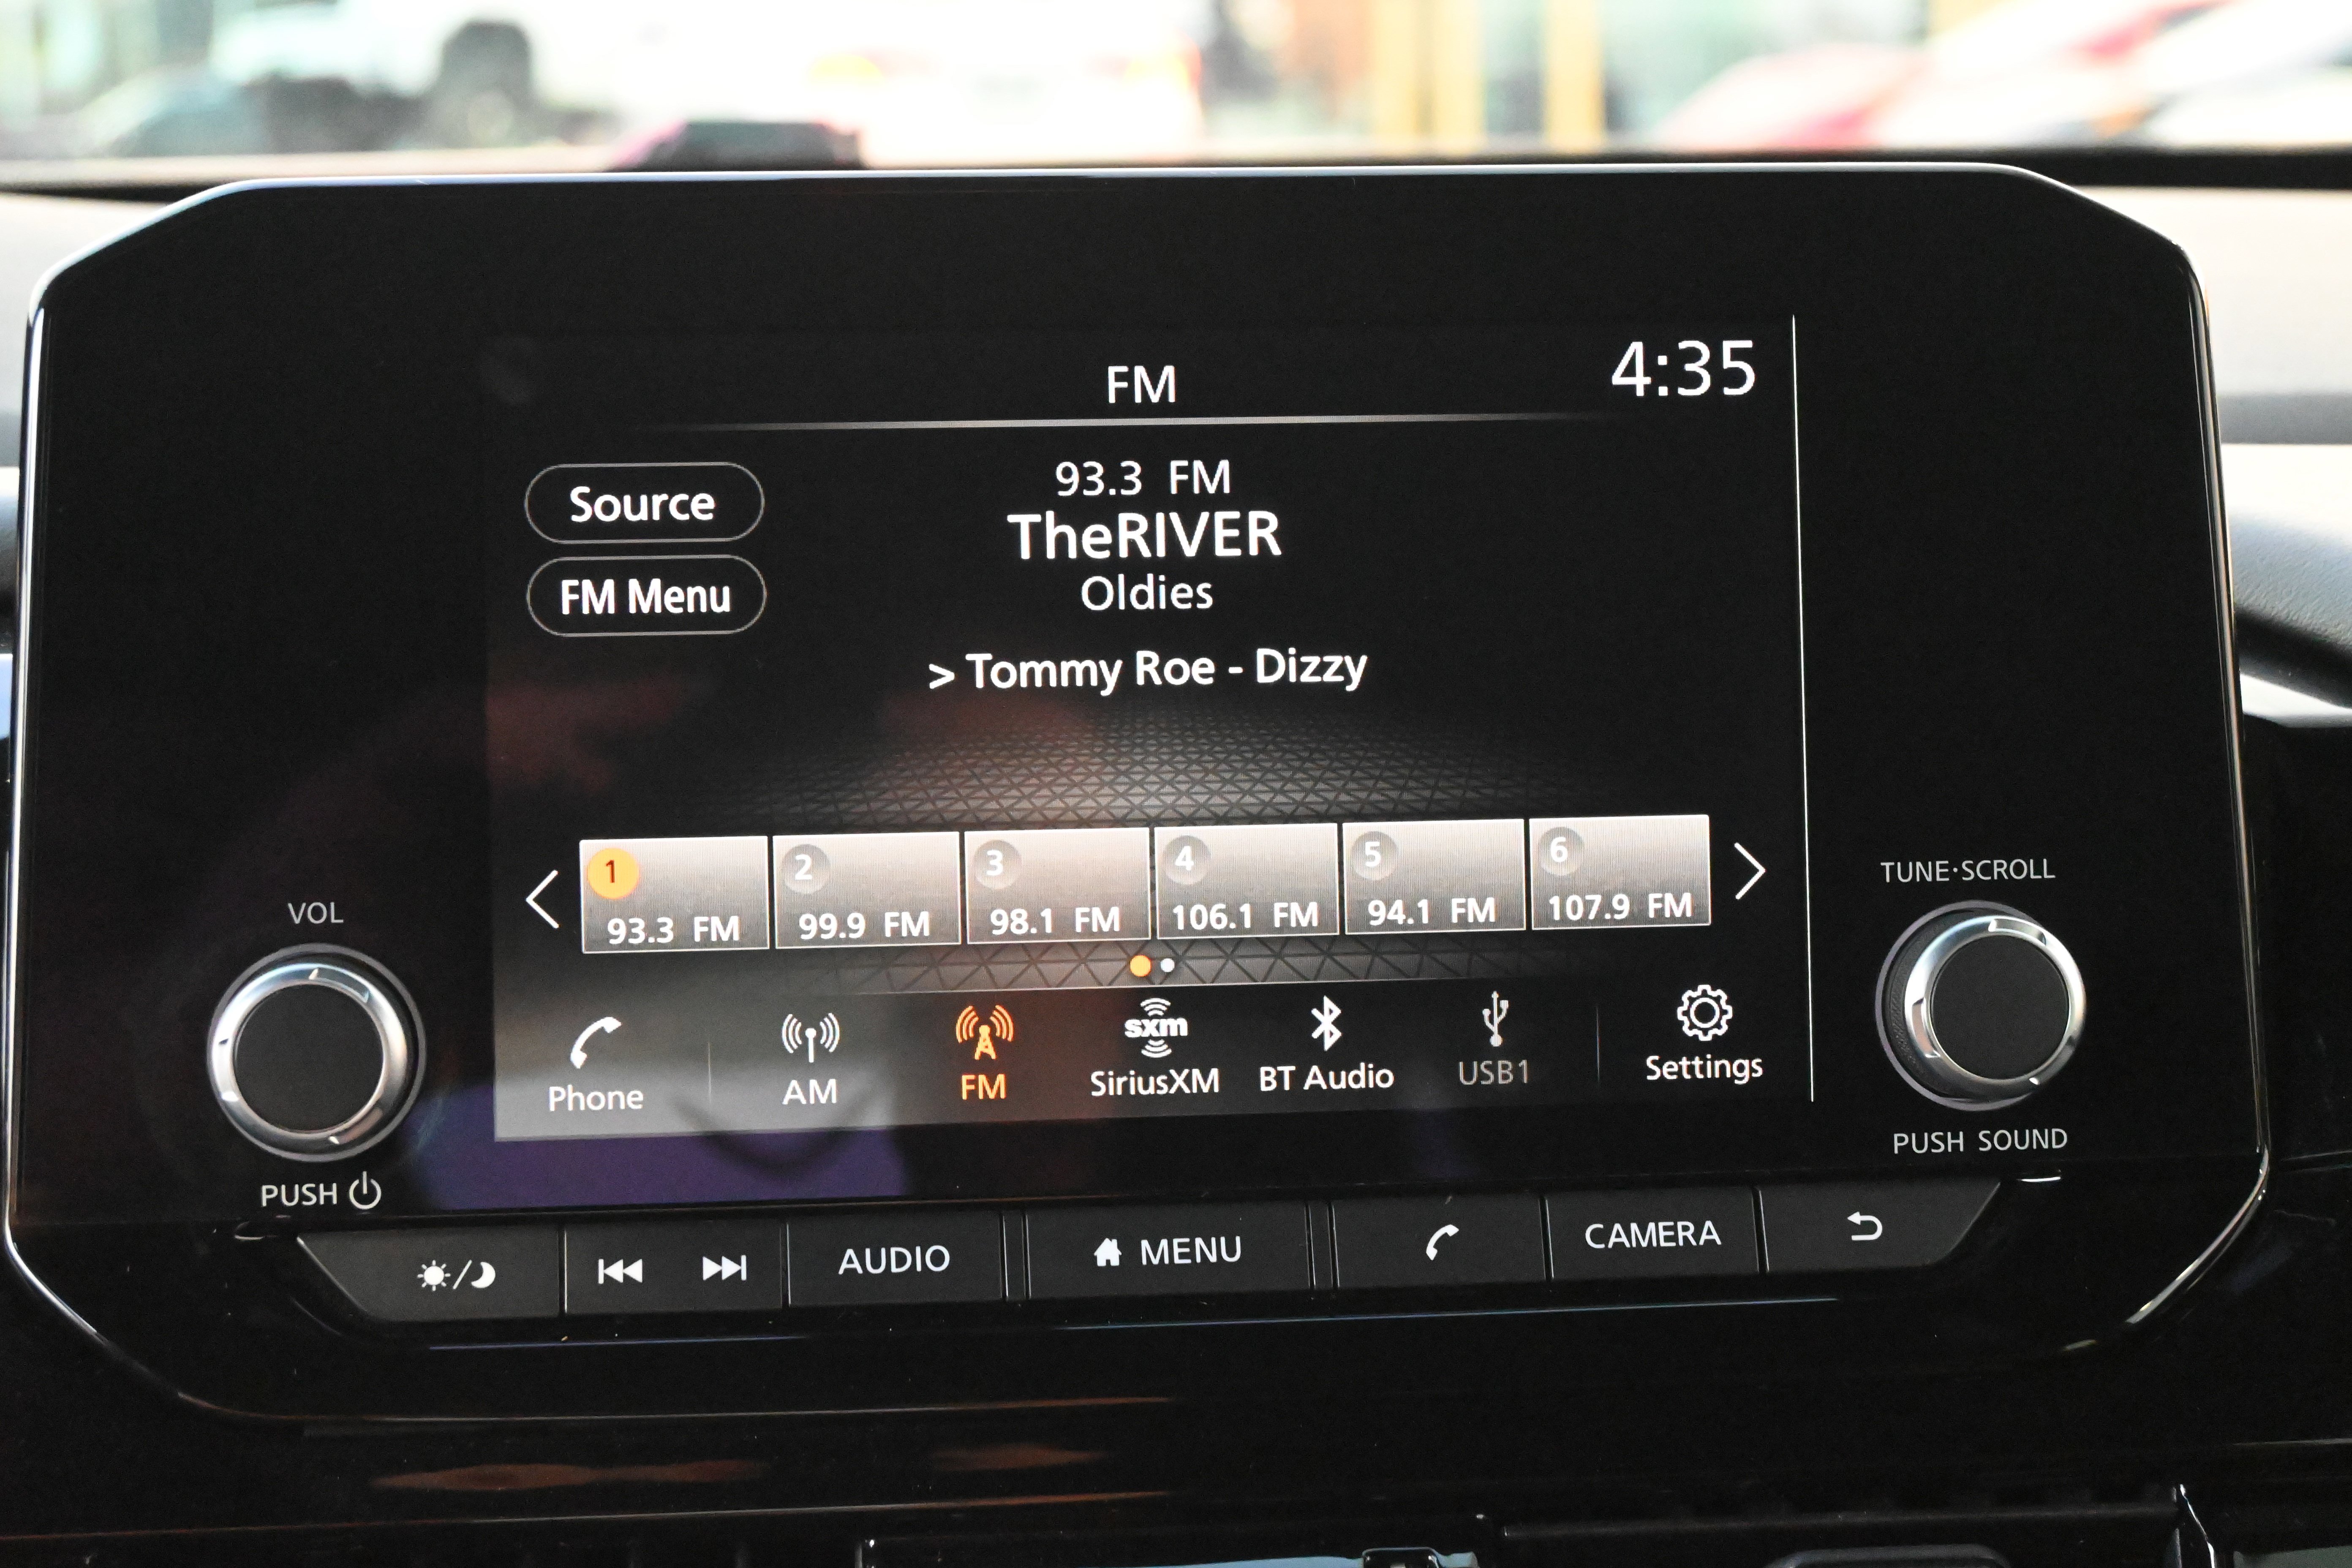 FM
4:35
Source
FM Menu
93.3 FM
TheRIVER
Oldies
> Tommy Roe - Dizzy
1
93.3 FM
2
99.9 FM
3
98.1 FM
4
106.1 FM
5
94.1 FM
6
107.9 FM
Phone
AM
FM
sxm
SiriusXM
BT Audio
USB1
Settings
VOL
PUSH
TUNE·SCROLL
PUSH SOUND
AUDIO
MENU
CAMERA